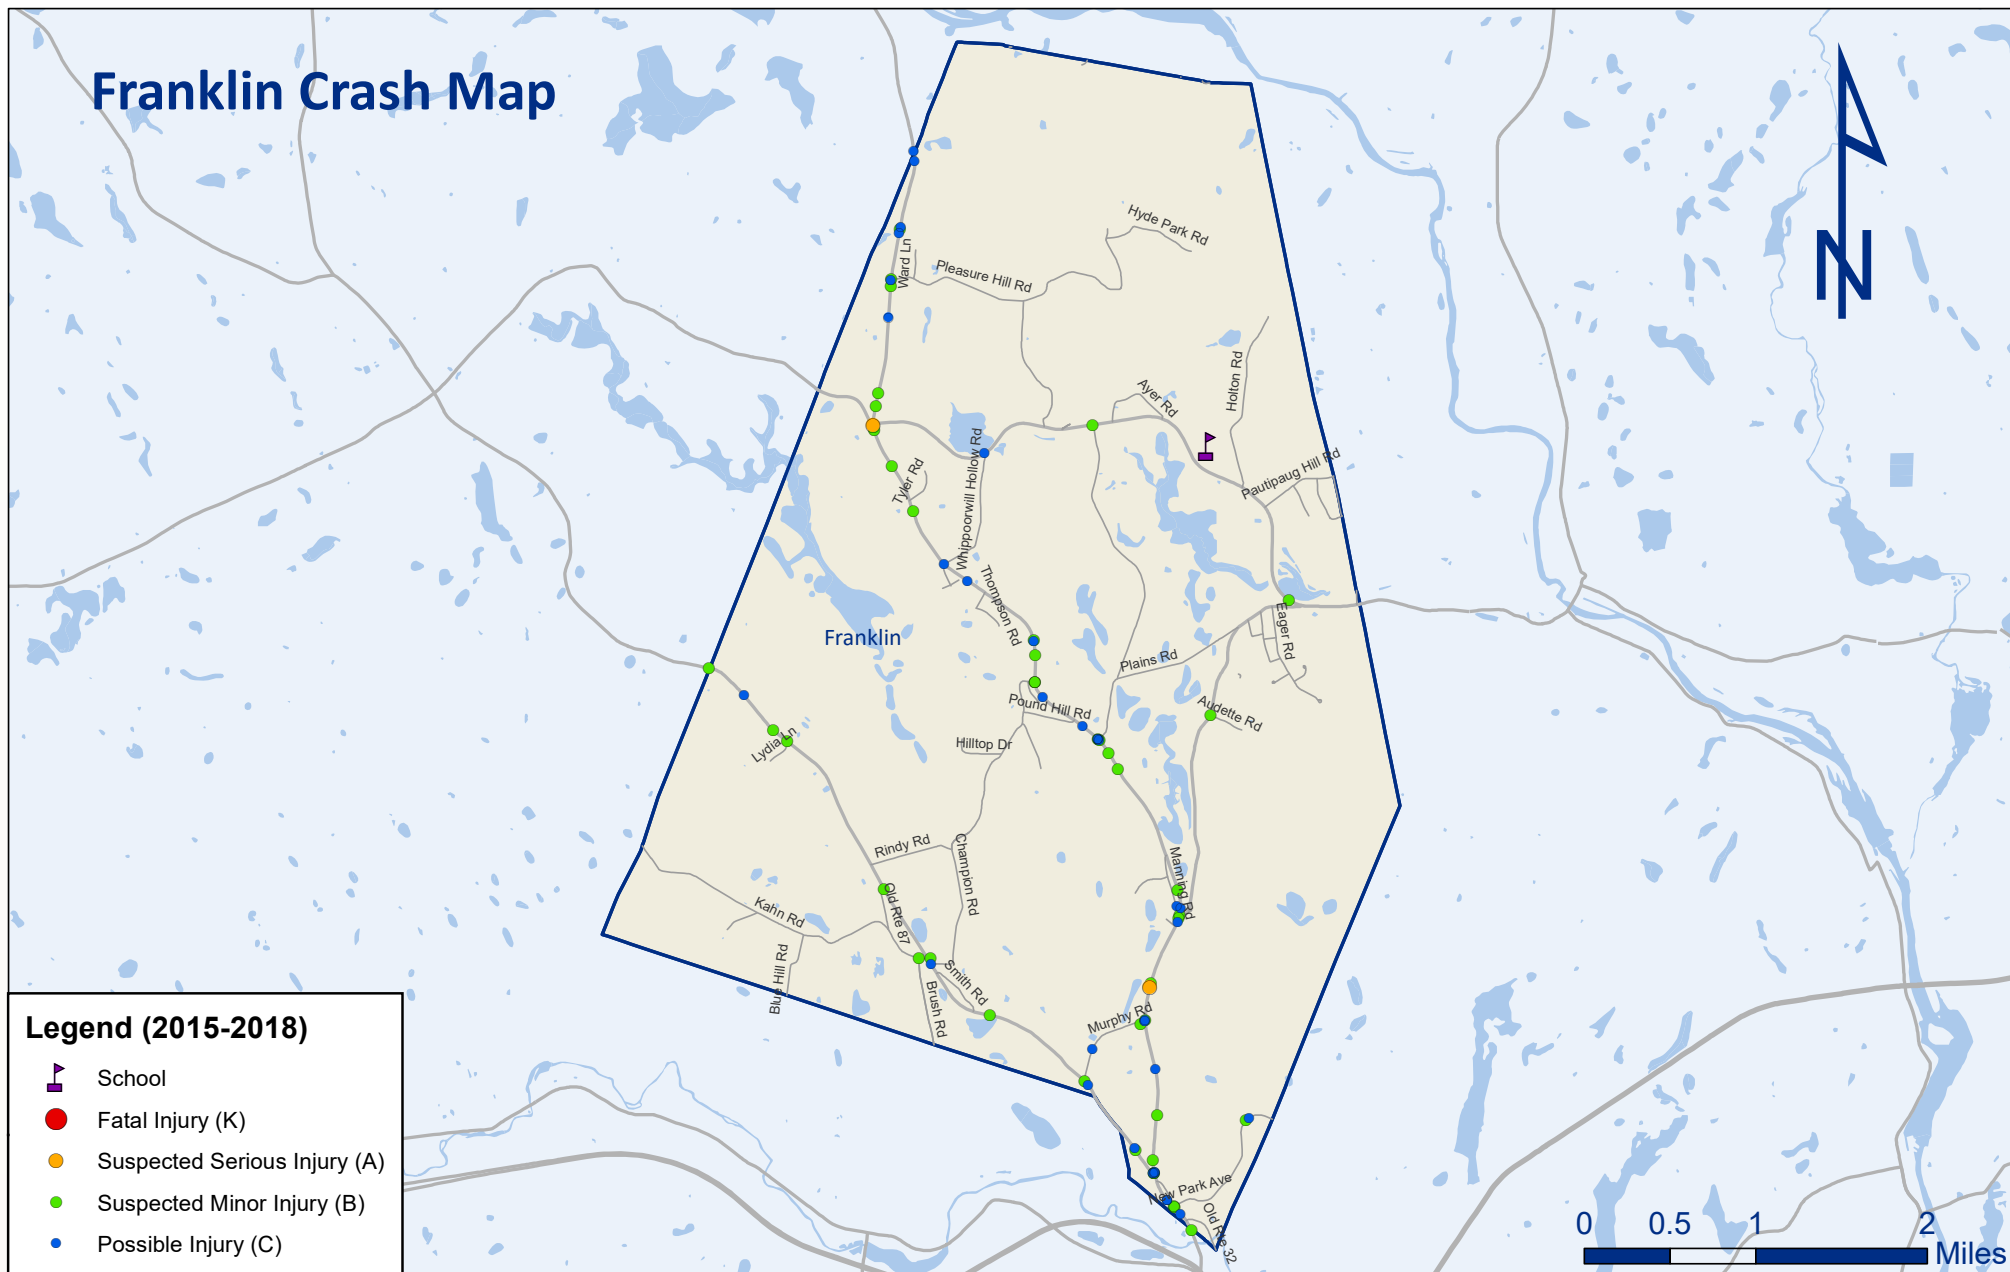 Franklin Crash Map
N
Hyde Park Rd
Ward Ln
Pleasure Hill Rd
Holton Rd
Ayer Rd
Whippoorwill Hollow Rd
Tyler Rd
Pautipaug Hill Rd
Thompson Rd
Eager Rd
Franklin
Plains Rd
Pound Hill Rd
Audette Rd
Hilltop Dr
Lydia Ln
Rindy Rd
Champion Rd
Manning Rd
Old Rte 87
Kahn Rd
Blue Hill Rd
Smith Rd
Brush Rd
Murphy Rd
New Park Ave
Old Rte 32
Legend (2015-2018)
School
Fatal Injury (K)
Suspected Serious Injury (A)
Suspected Minor Injury (B)
Possible Injury (C)
0 0.5 1 2
Miles